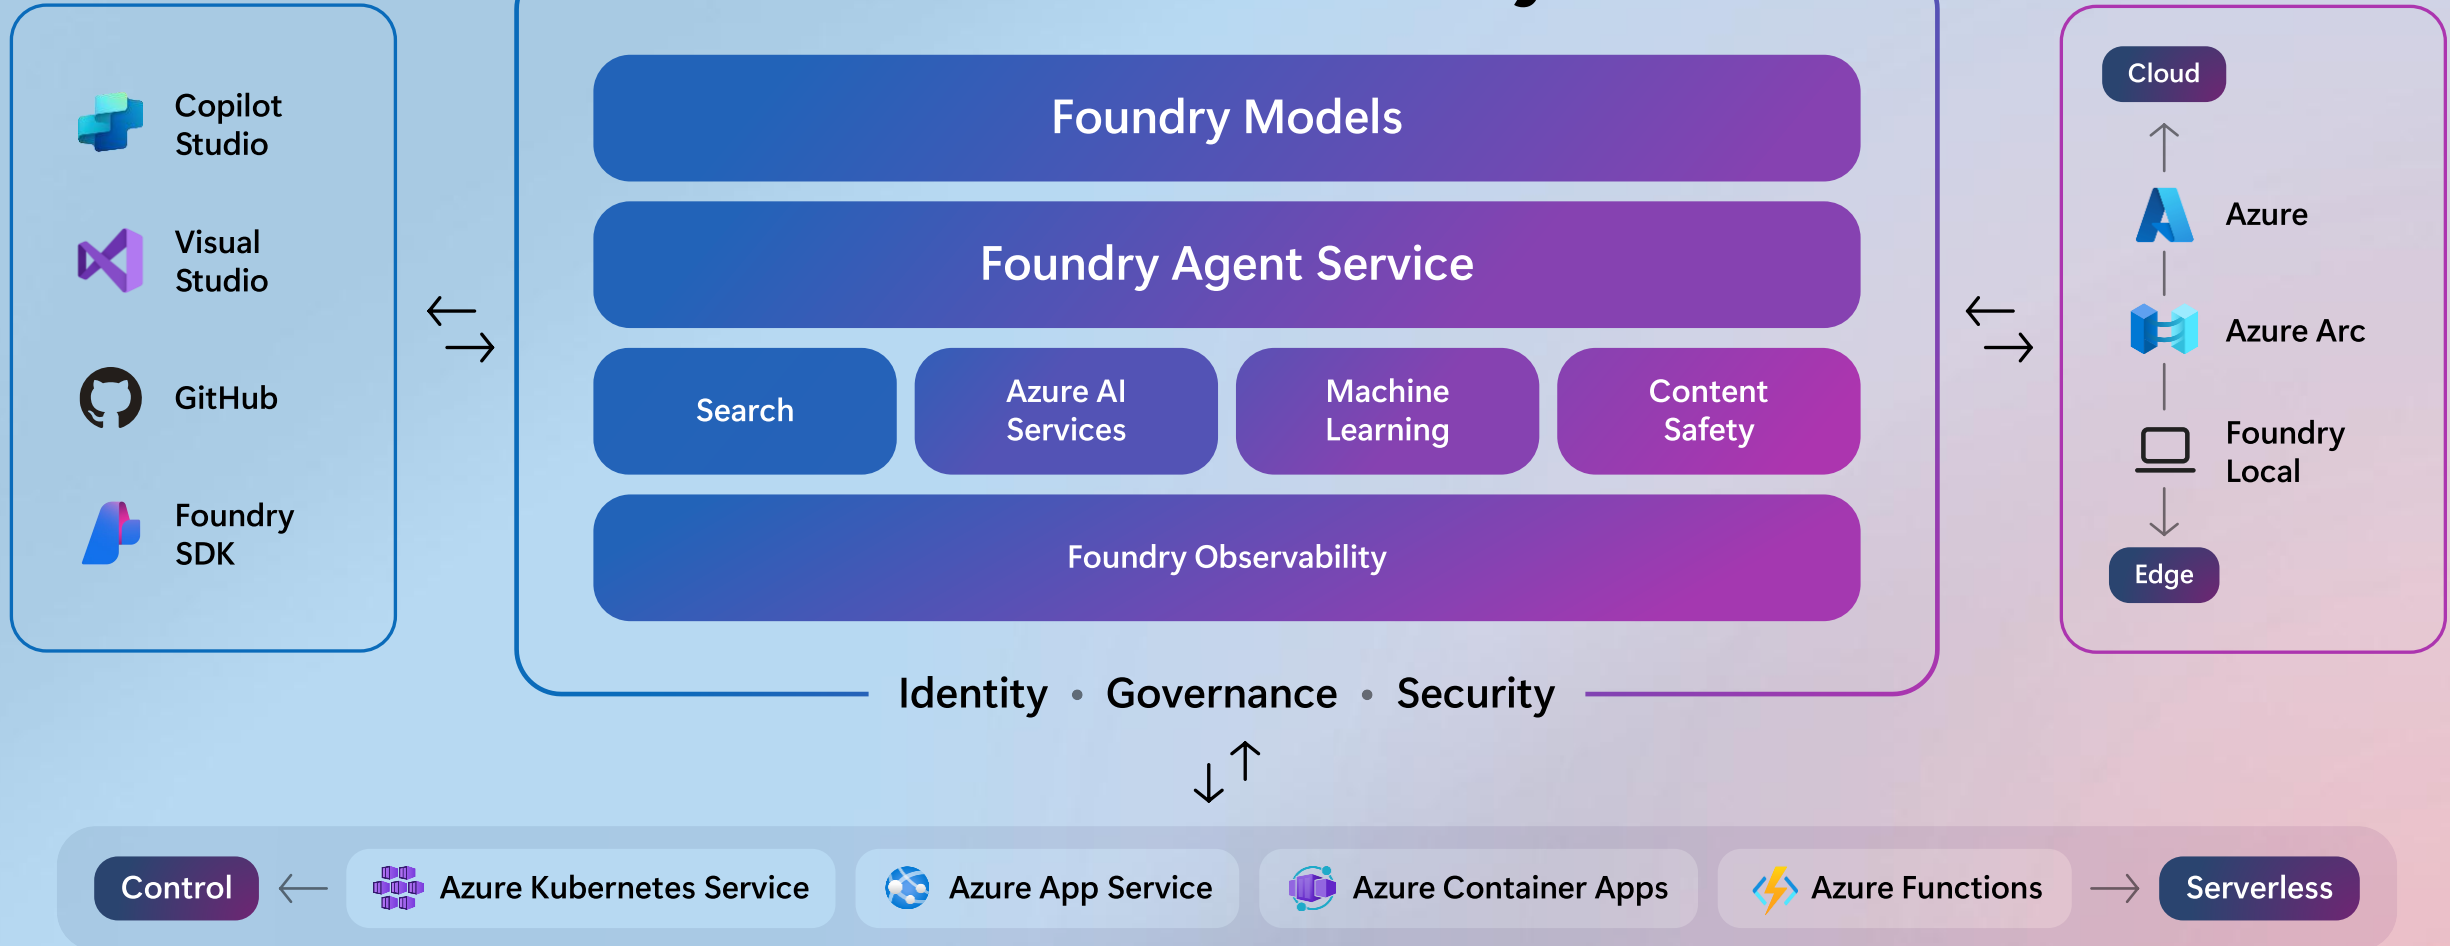 Copilot
Studio
Visual
Studio
GitHub
Foundry
SDK
Foundry Models
Foundry Agent Service
Search
Azure AI
Services
Machine
Learning
Content
Safety
Foundry Observability
Identity • Governance • Security
Cloud
Azure
Azure Arc
Foundry
Local
Edge
Control
Azure Kubernetes Service
Azure App Service
Azure Container Apps
Azure Functions
Serverless